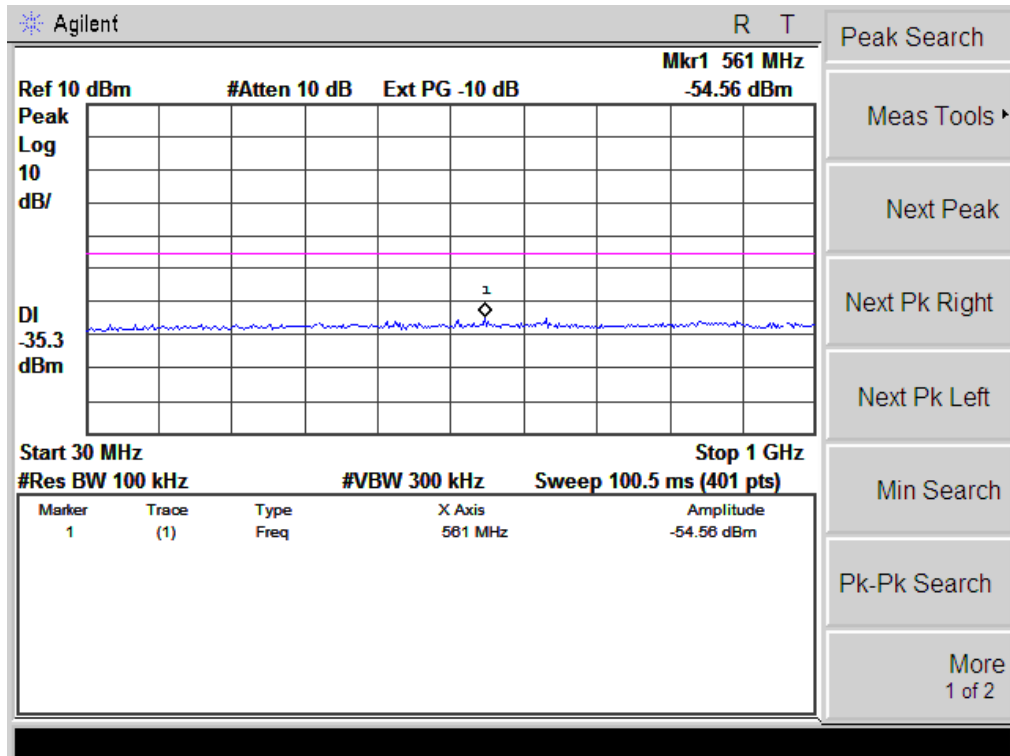 Agilent R T
Mkr1 561 MHz
Ref 10 dBm #Atten 10 dB Ext PG -10 dB -54.56 dBm
Peak
Log
10
dB/
1
DI
-35.3
dBm
Start 30 MHz Stop 1 GHz
#Res BW 100 kHz #VBW 300 kHz Sweep 100.5 ms (401 pts)
Marker Trace Type X Axis Amplitude
1 (1) Freq 561 MHz -54.56 dBm
Peak Search
Meas Tools
Next Peak
Next Pk Right
Next Pk Left
Min Search
Pk-Pk Search
More
1 of 2